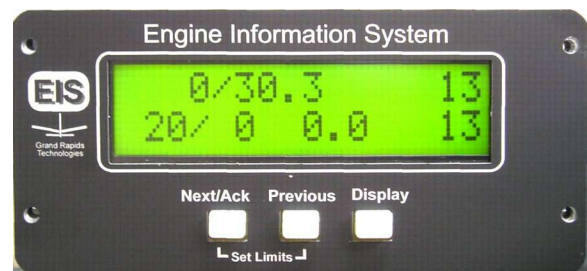 Engine Information System
EIS
Grand Rapids
Technologies
0/30.3 13
20/ 0 0.0 13
Next/Ack Previous Display
Set Limits